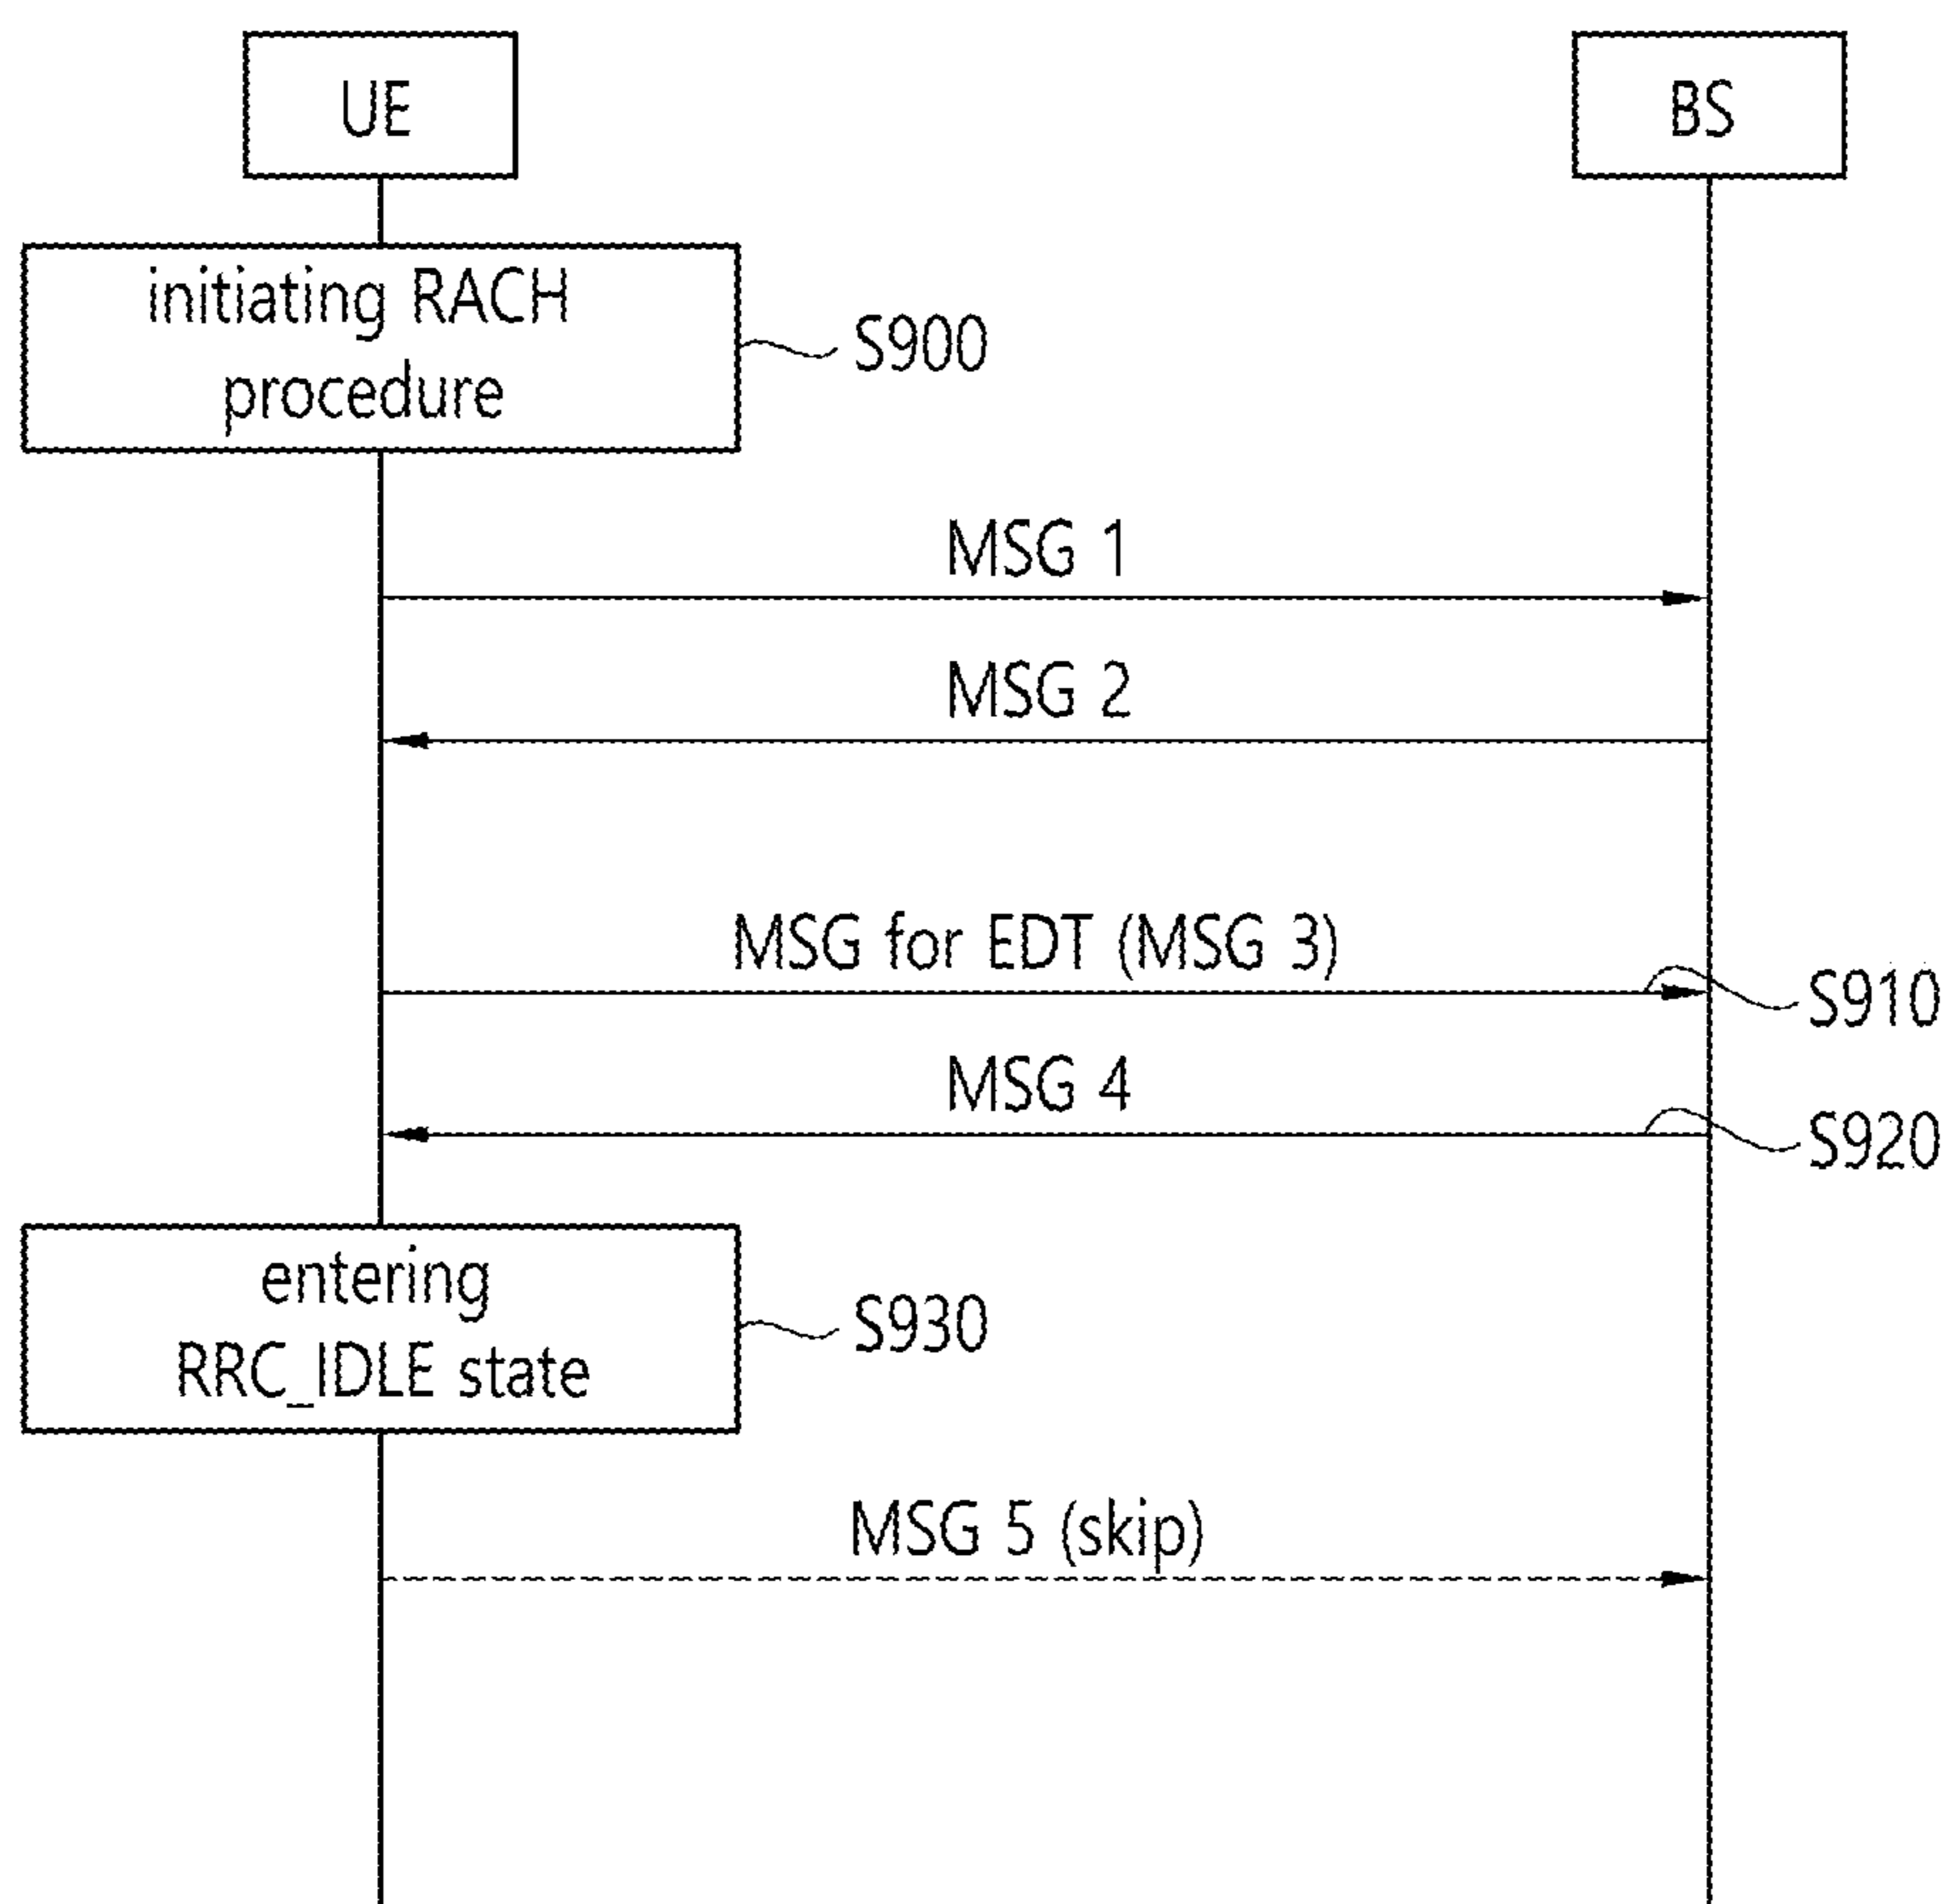 UE
BS
initiating RACH
procedure
S900
MSG 1
MSG 2
MSG for EDT (MSG 3)
S910
MSG 4
S920
entering
RRC_IDLE state
S930
MSG 5 (skip)